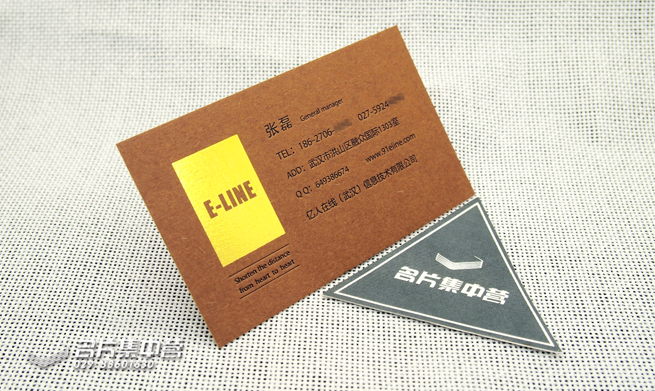 张磊 General manager
TEL: 186-2706- 027-5924
ADD: 武汉市洪山区融众国际1303室
QQ: 649386674 www.91eline.com
亿人在线(武汉)信息技术有限公司
E-LINE
Shorten the distance
from heart to heart
名片集中营
名片集中营